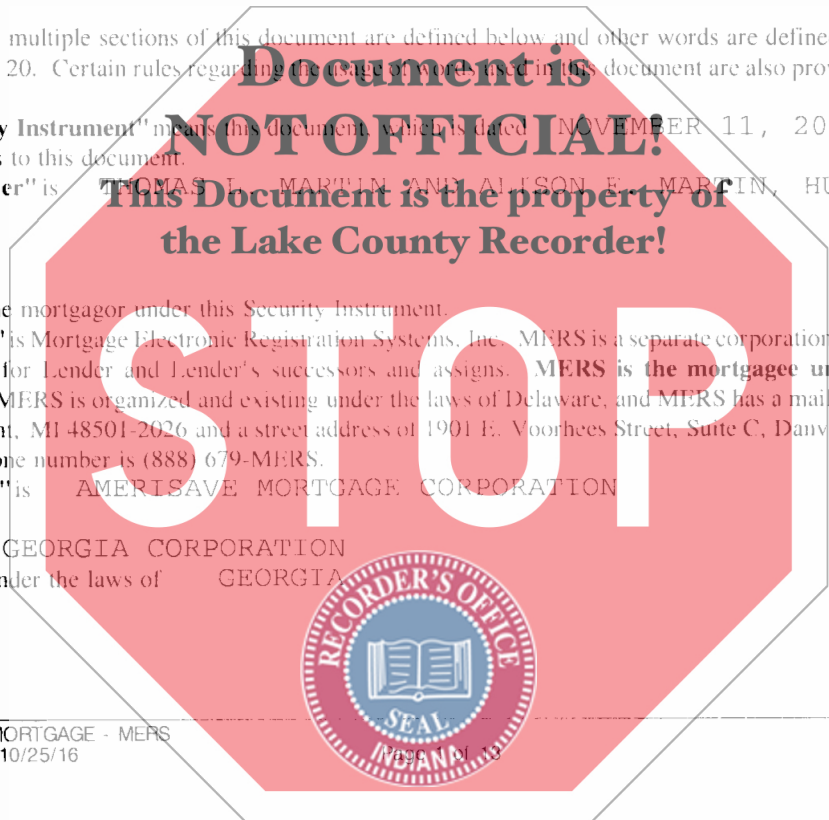 multiple sections of this document are defined below and other words are define
20. Certain rules regarding the usage of words used in this document are also prov
Document is
NOT OFFICIAL!
This Document is the property of
the Lake County Recorder!
y Instrument" means this document, which is dated NOVEMBER 11, 20
s to this document.
er" is THOMAS L. MARTIN AND ALISON E. MARTIN, HU
e mortgagor under this Security Instrument.
" is Mortgage Electronic Registration Systems, Inc. MERS is a separate corporation
for Lender and Lender's successors and assigns. MERS is the mortgagee un
MERS is organized and existing under the laws of Delaware, and MERS has a mail
nt, MI 48501-2026 and a street address of 1901 E. Voorhees Street, Suite C, Danv
one number is (888) 679-MERS.
" is AMERISAVE MORTGAGE CORPORATION
STOP
GEORGIA CORPORATION
nder the laws of GEORGIA
RECORDER'S OFFICE
SEAL
INDIANA
MORTGAGE - MERS
10/25/16
Page 1 of 13